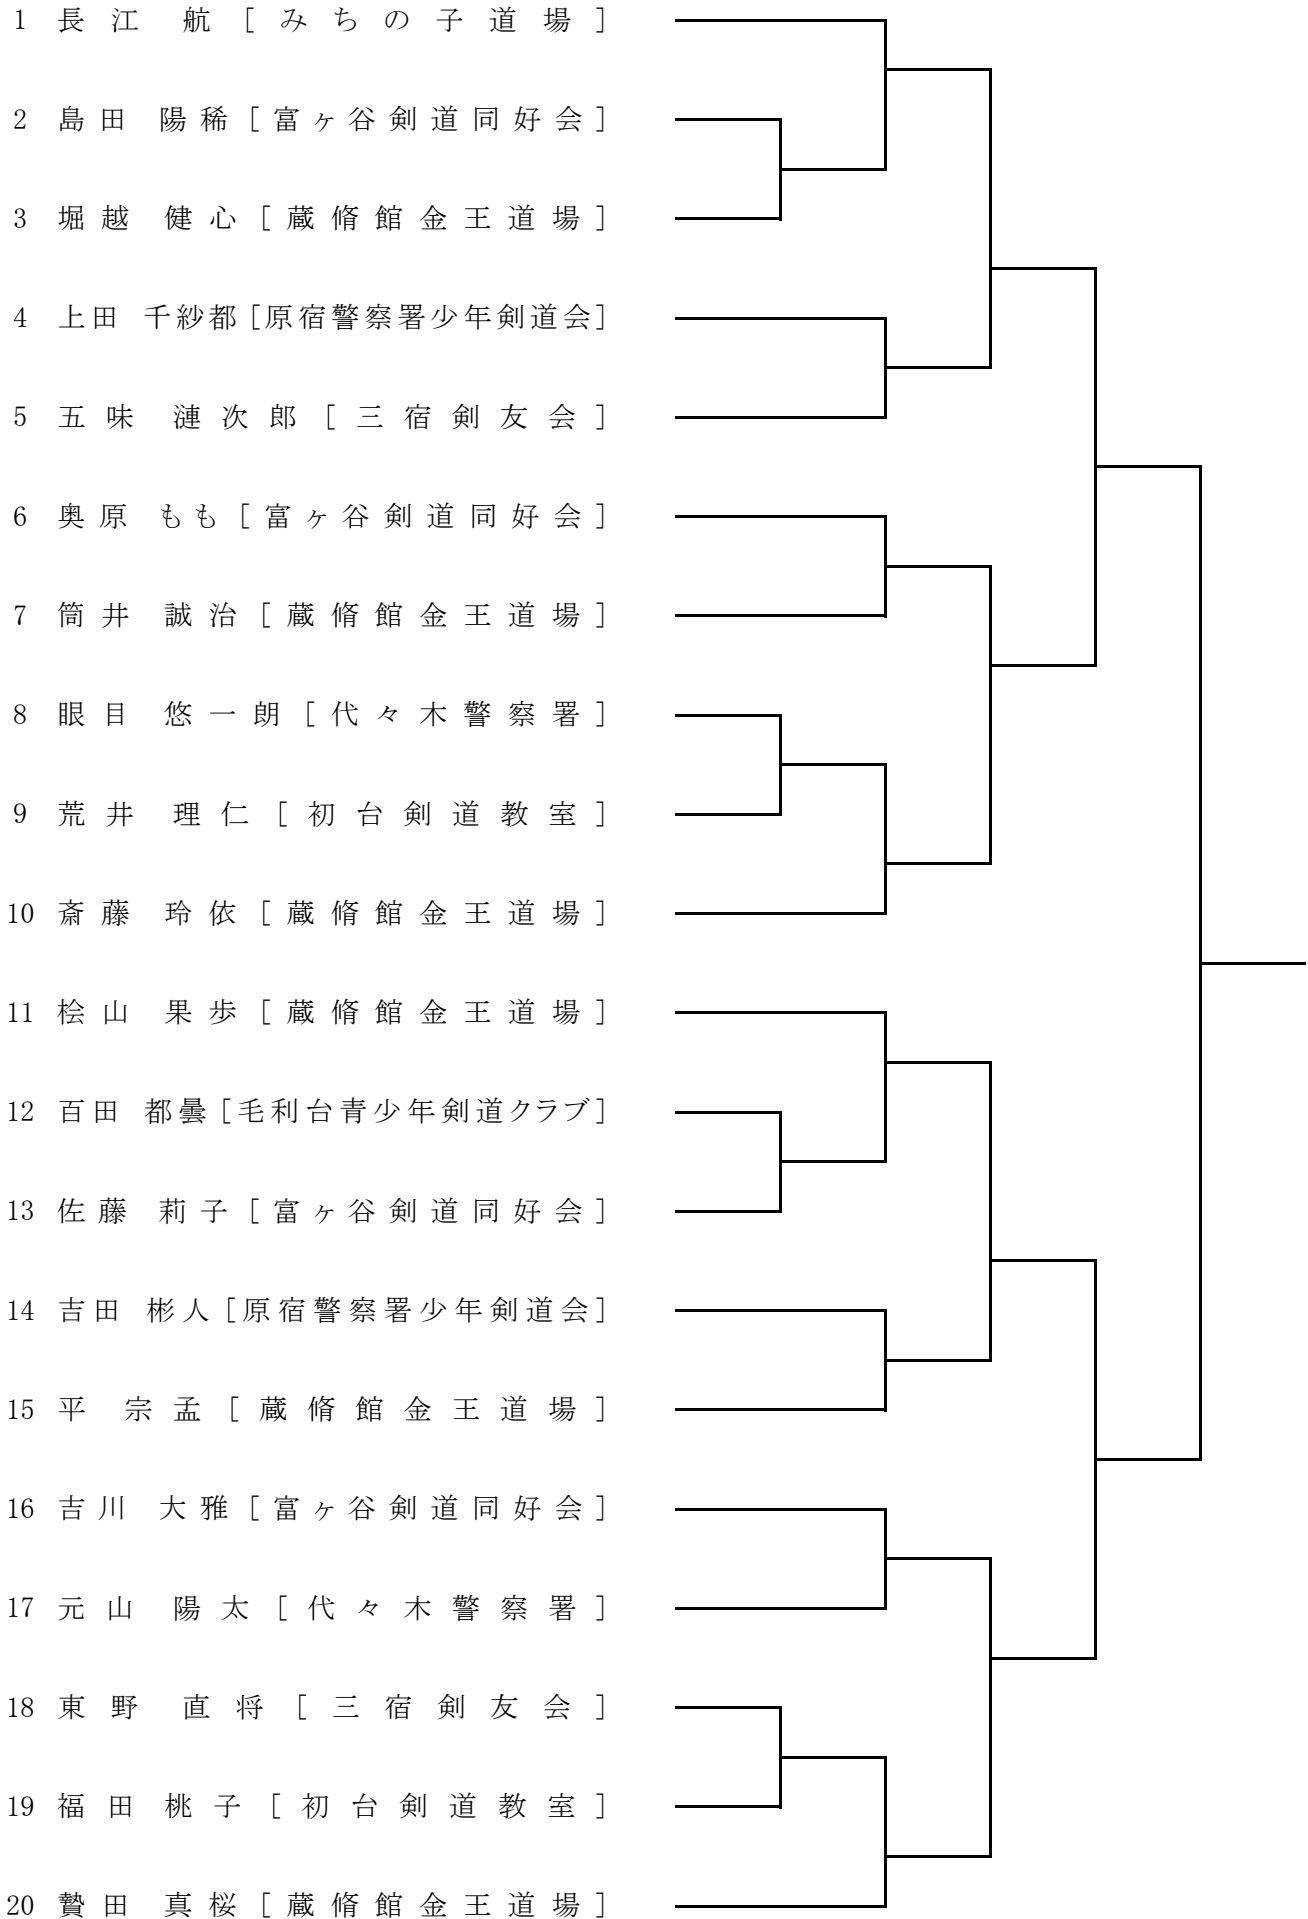 1 長江 航 [みちの子道場]
2 島田 陽稀 [富ヶ谷剣道同好会]
3 堀越 健心 [蔵脩館金王道場]
4 上田 千紗都 [原宿警察署少年剣道会]
5 五味 漣次郎 [三宿剣友会]
6 奥原 もも [富ヶ谷剣道同好会]
7 筒井 誠治 [蔵脩館金王道場]
8 眼目 悠一朗 [代々木警察署]
9 荒井 理仁 [初台剣道教室]
10 斎藤 玲依 [蔵脩館金王道場]
11 桧山 果歩 [蔵脩館金王道場]
12 百田 都曇 [毛利台青少年剣道クラブ]
13 佐藤 莉子 [富ヶ谷剣道同好会]
14 吉田 彬人 [原宿警察署少年剣道会]
15 平 宗孟 [蔵脩館金王道場]
16 吉川 大雅 [富ヶ谷剣道同好会]
17 元山 陽太 [代々木警察署]
18 東野 直将 [三宿剣友会]
19 福田 桃子 [初台剣道教室]
20 贄田 真桜 [蔵脩館金王道場]